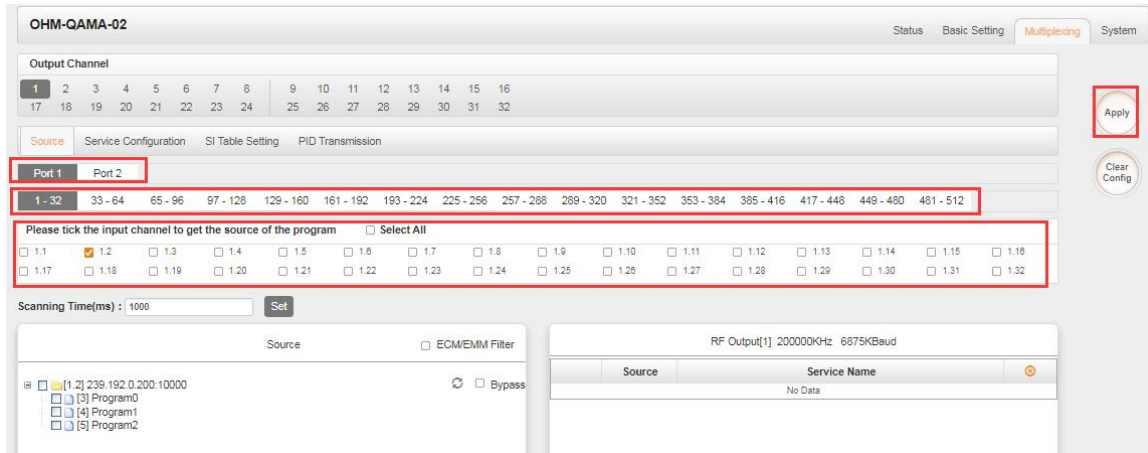 OHM-QAMA-02
Status Basic Setting Multiplexing System
Output Channel
1 2 3 4 5 6 7 8 9 10 11 12 13 14 15 16
17 18 19 20 21 22 23 24 25 26 27 28 29 30 31 32
Apply
Source Service Configuration SI Table Setting PID Transmission
Clear
Config
Port 1 Port 2
1 - 32 33 - 64 65 - 96 97 - 128 129 - 160 161 - 192 193 - 224 225 - 256 257 - 288 289 - 320 321 - 352 353 - 384 385 - 416 417 - 448 449 - 480 481 - 512
Please tick the input channel to get the source of the program Select All
1.1 1.2 1.3 1.4 1.5 1.6 1.7 1.8 1.9 1.10 1.11 1.12 1.13 1.14 1.15 1.16
1.17 1.18 1.19 1.20 1.21 1.22 1.23 1.24 1.25 1.26 1.27 1.28 1.29 1.30 1.31 1.32
Scanning Time(ms) : 1000 Set
Source ECM/EMM Filter
[1.2] 239.192.0.200:10000 Bypass
[3] Program0
[4] Program1
[5] Program2
RF Output[1] 200000KHz 6875KBaud
Source Service Name
No Data